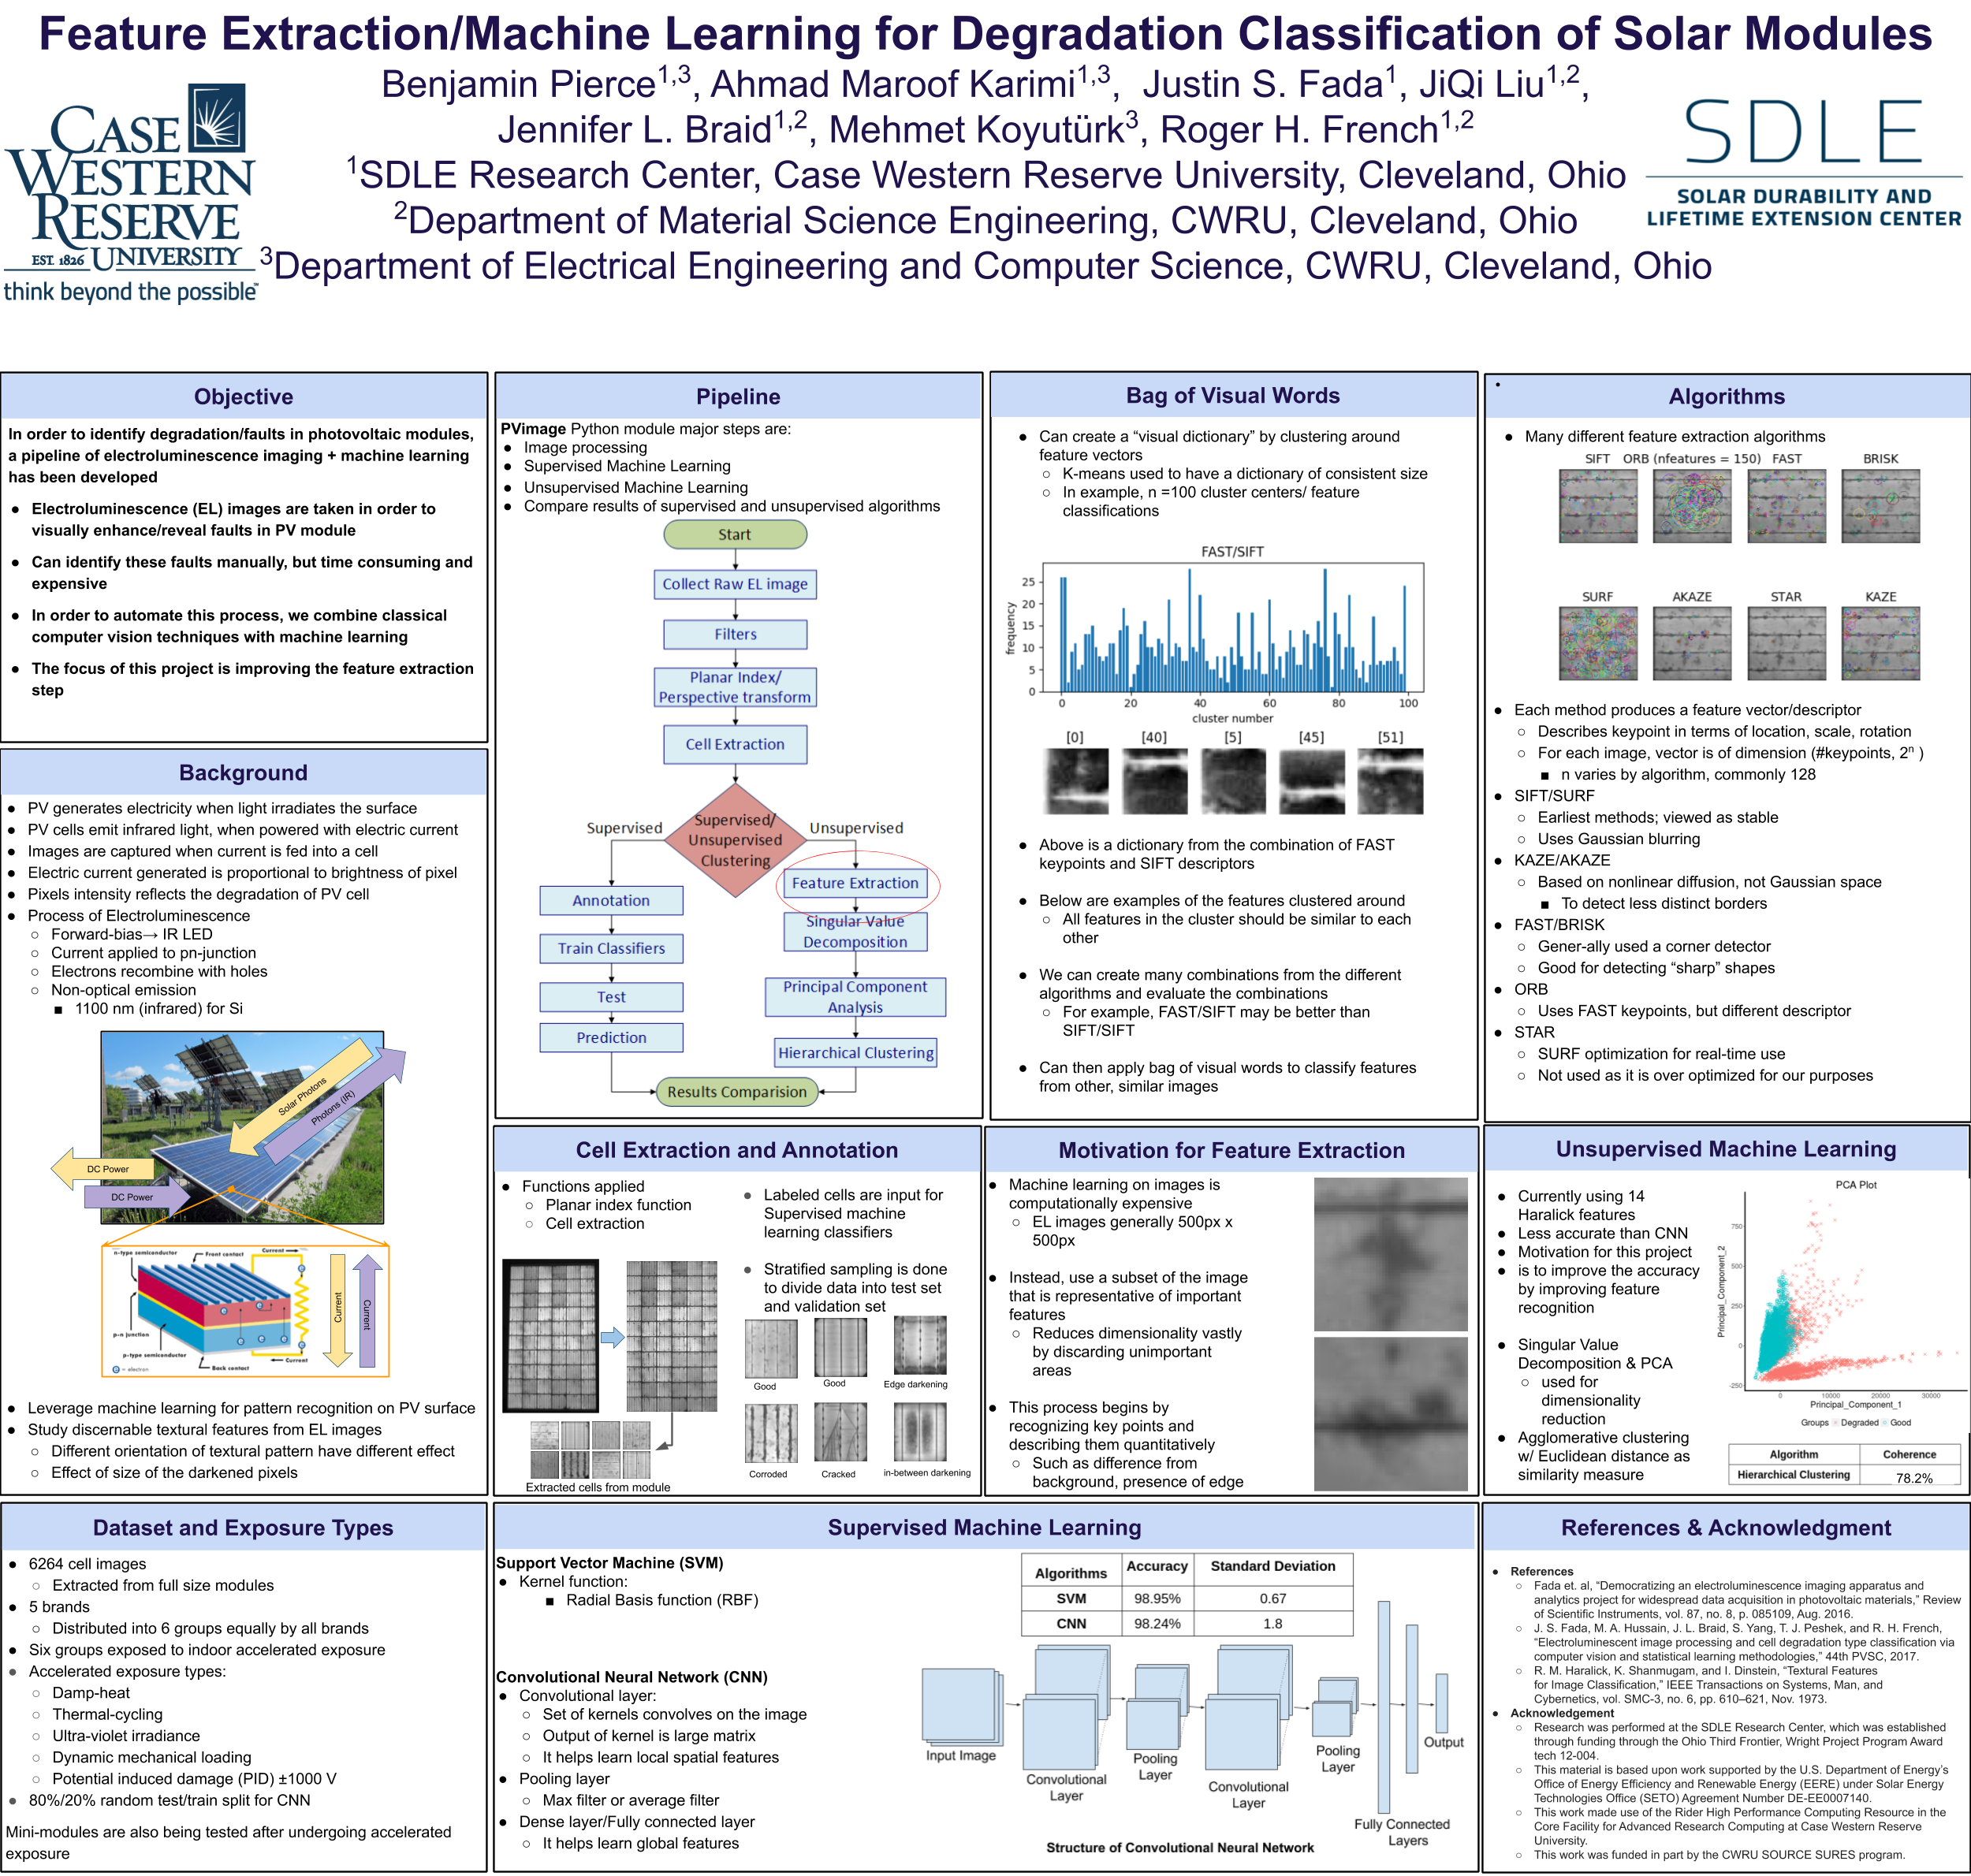 Feature Extraction/Machine Learning for Degradation Classification of Solar Modules
Benjamin Pierce1,3, Ahmad Maroof Karimi1,3, Justin S. Fada1, JiQi Liu1,2,
Jennifer L. Braid1,2, Mehmet Koyutürk3, Roger H. French1,2
1SDLE Research Center, Case Western Reserve University, Cleveland, Ohio
2Department of Material Science Engineering, CWRU, Cleveland, Ohio
3Department of Electrical Engineering and Computer Science, CWRU, Cleveland, Ohio
CASE
WESTERN
RESERVE
EST. 1826 UNIVERSITY
think beyond the possible™
SDLE
SOLAR DURABILITY AND
LIFETIME EXTENSION CENTER
Objective
In order to identify degradation/faults in photovoltaic modules,
a pipeline of electroluminescence imaging + machine learning
has been developed
● Electroluminescence (EL) images are taken in order to
visually enhance/reveal faults in PV module
● Can identify these faults manually, but time consuming and
expensive
● In order to automate this process, we combine classical
computer vision techniques with machine learning
● The focus of this project is improving the feature extraction
step
Background
● PV generates electricity when light irradiates the surface
● PV cells emit infrared light, when powered with electric current
● Images are captured when current is fed into a cell
● Electric current generated is proportional to brightness of pixel
● Pixels intensity reflects the degradation of PV cell
● Process of Electroluminescence
○ Forward-bias→ IR LED
○ Current applied to pn-junction
○ Electrons recombine with holes
○ Non-optical emission
■ 1100 nm (infrared) for Si
Solar Photons
Photons (IR)
DC Power
DC Power
n-type semiconductor
Front contact
Current
p-n junction
p-type semiconductor
Back contact
Current
e = electron
Current
Current
● Leverage machine learning for pattern recognition on PV surface
● Study discernable textural features from EL images
○ Different orientation of textural pattern have different effect
○ Effect of size of the darkened pixels
Dataset and Exposure Types
● 6264 cell images
○ Extracted from full size modules
● 5 brands
○ Distributed into 6 groups equally by all brands
● Six groups exposed to indoor accelerated exposure
● Accelerated exposure types:
○ Damp-heat
○ Thermal-cycling
○ Ultra-violet irradiance
○ Dynamic mechanical loading
○ Potential induced damage (PID) ±1000 V
● 80%/20% random test/train split for CNN
Mini-modules are also being tested after undergoing accelerated
exposure
Pipeline
PVimage Python module major steps are:
● Image processing
● Supervised Machine Learning
● Unsupervised Machine Learning
● Compare results of supervised and unsupervised algorithms
Start
Collect Raw EL image
Filters
Planar Index/
Perspective transform
Cell Extraction
Supervised/
Unsupervised
Clustering
Supervised
Unsupervised
Annotation
Train Classifiers
Test
Prediction
Feature Extraction
Singular Value
Decomposition
Principal Component
Analysis
Hierarchical Clustering
Results Comparision
Cell Extraction and Annotation
● Functions applied
○ Planar index function
○ Cell extraction
Extracted cells from module
● Labeled cells are input for
Supervised machine
learning classifiers
● Stratified sampling is done
to divide data into test set
and validation set
Good
Good
Edge darkening
Corroded
Cracked
in-between darkening
Bag of Visual Words
● Can create a “visual dictionary” by clustering around
feature vectors
○ K-means used to have a dictionary of consistent size
○ In example, n =100 cluster centers/ feature
classifications
FAST/SIFT
frequency
25
20
15
10
5
0
0 20 40 60 80 100
cluster number
[0] [40] [5] [45] [51]
● Above is a dictionary from the combination of FAST
keypoints and SIFT descriptors
● Below are examples of the features clustered around
○ All features in the cluster should be similar to each
other
● We can create many combinations from the different
algorithms and evaluate the combinations
○ For example, FAST/SIFT may be better than
SIFT/SIFT
● Can then apply bag of visual words to classify features
from other, similar images
Motivation for Feature Extraction
● Machine learning on images is
computationally expensive
○ EL images generally 500px x
500px
● Instead, use a subset of the image
that is representative of important
features
○ Reduces dimensionality vastly
by discarding unimportant
areas
● This process begins by
recognizing key points and
describing them quantitatively
○ Such as difference from
background, presence of edge
Algorithms
● Many different feature extraction algorithms
SIFT ORB (nfeatures = 150) FAST BRISK
SURF AKAZE STAR KAZE
● Each method produces a feature vector/descriptor
○ Describes keypoint in terms of location, scale, rotation
○ For each image, vector is of dimension (#keypoints, 2n )
■ n varies by algorithm, commonly 128
● SIFT/SURF
○ Earliest methods; viewed as stable
○ Uses Gaussian blurring
● KAZE/AKAZE
○ Based on nonlinear diffusion, not Gaussian space
■ To detect less distinct borders
● FAST/BRISK
○ Gener-ally used a corner detector
○ Good for detecting “sharp” shapes
● ORB
○ Uses FAST keypoints, but different descriptor
● STAR
○ SURF optimization for real-time use
○ Not used as it is over optimized for our purposes
Unsupervised Machine Learning
● Currently using 14
Haralick features
● Less accurate than CNN
● Motivation for this project
● is to improve the accuracy
by improving feature
recognition
● Singular Value
Decomposition & PCA
○ used for
dimensionality
reduction
● Agglomerative clustering
w/ Euclidean distance as
similarity measure
PCA Plot
Principal_Component_2
750
500
250
0
-250
0 10000 20000 30000
Principal_Component_1
Groups Degraded Good
Algorithm Coherence
Hierarchical Clustering 78.2%
Supervised Machine Learning
Support Vector Machine (SVM)
● Kernel function:
■ Radial Basis function (RBF)
Convolutional Neural Network (CNN)
● Convolutional layer:
○ Set of kernels convolves on the image
○ Output of kernel is large matrix
○ It helps learn local spatial features
● Pooling layer
○ Max filter or average filter
● Dense layer/Fully connected layer
○ It helps learn global features
Algorithms Accuracy Standard Deviation
SVM 98.95% 0.67
CNN 98.24% 1.8
Input Image
Convolutional
Layer
Pooling
Layer
Convolutional
Layer
Pooling
Layer
Fully Connected
Layers
Output
Structure of Convolutional Neural Network
References & Acknowledgment
● References
○ Fada et. al, “Democratizing an electroluminescence imaging apparatus and
analytics project for widespread data acquisition in photovoltaic materials,” Review
of Scientific Instruments, vol. 87, no. 8, p. 085109, Aug. 2016.
○ J. S. Fada, M. A. Hussain, J. L. Braid, S. Yang, T. J. Peshek, and R. H. French,
“Electroluminescent image processing and cell degradation type classification via
computer vision and statistical learning methodologies,” 44th PVSC, 2017.
○ R. M. Haralick, K. Shanmugam, and I. Dinstein, “Textural Features
for Image Classification,” IEEE Transactions on Systems, Man, and
Cybernetics, vol. SMC-3, no. 6, pp. 610–621, Nov. 1973.
● Acknowledgement
○ Research was performed at the SDLE Research Center, which was established
through funding through the Ohio Third Frontier, Wright Project Program Award
tech 12-004.
○ This material is based upon work supported by the U.S. Department of Energy’s
Office of Energy Efficiency and Renewable Energy (EERE) under Solar Energy
Technologies Office (SETO) Agreement Number DE-EE0007140.
○ This work made use of the Rider High Performance Computing Resource in the
Core Facility for Advanced Research Computing at Case Western Reserve
University.
○ This work was funded in part by the CWRU SOURCE SURES program.